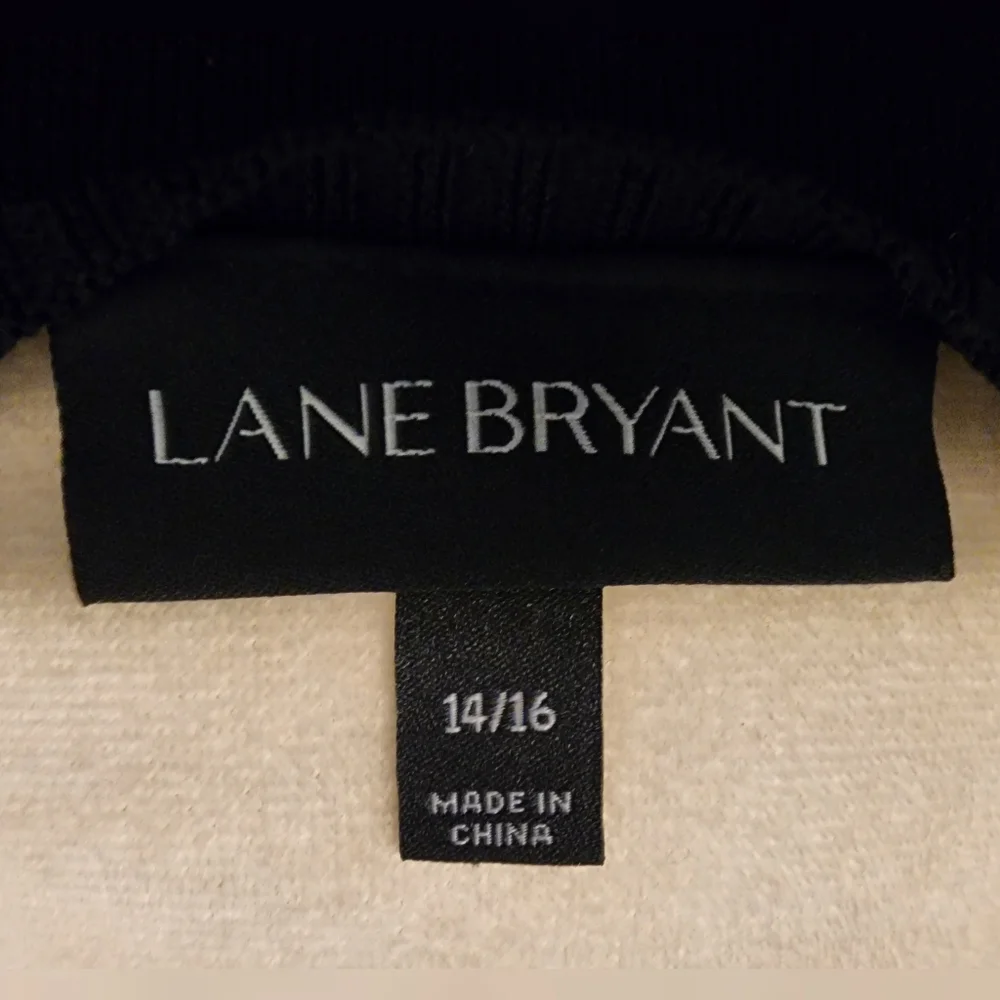 LANE BRYANT
14/16
MADE IN
CHINA